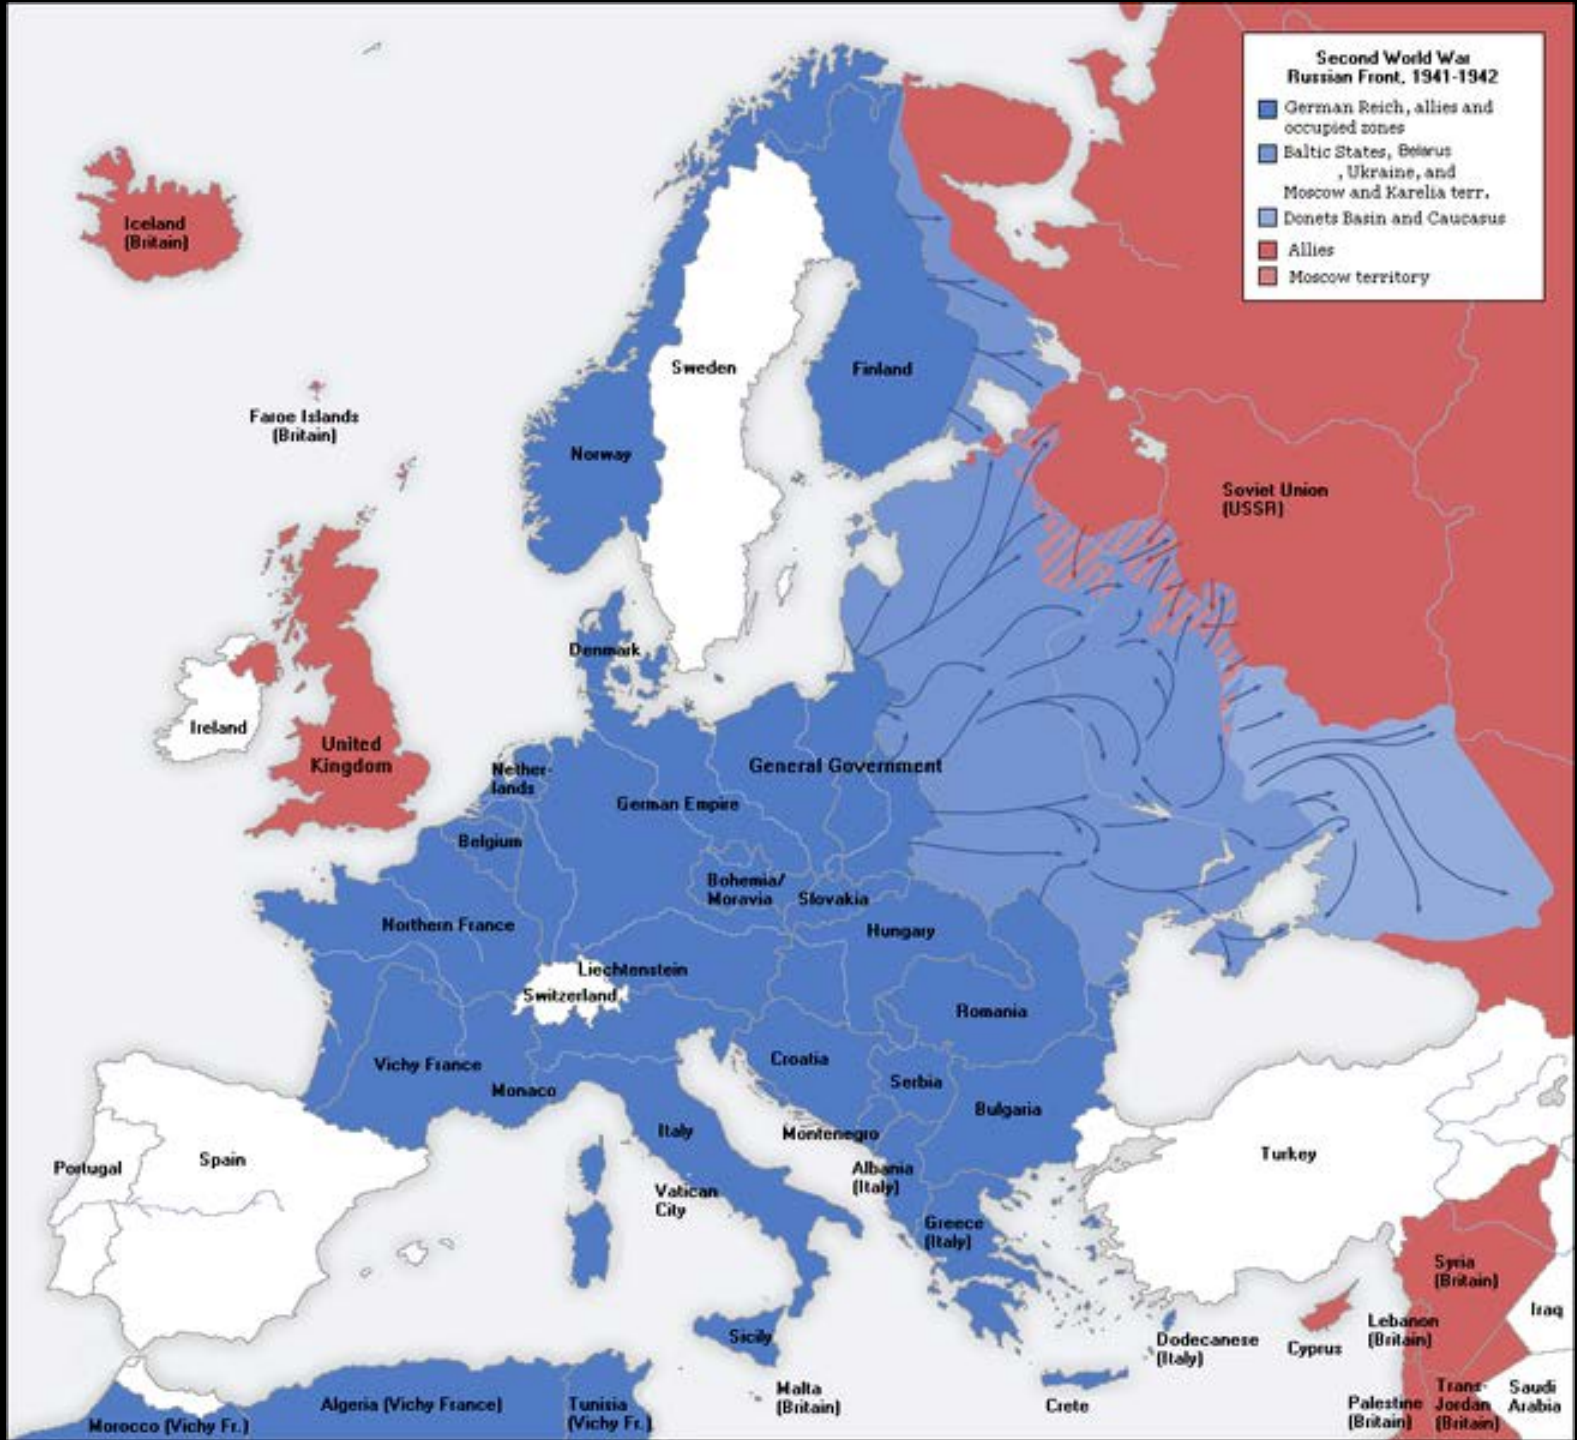 Second World War
Russian Front, 1941-1942
German Reich, allies and
occupied zones
Baltic States, Belarus
, Ukraine, and
Moscow and Karelia terr.
Donets Basin and Caucasus
Allies
Moscow territory
Iceland
(Britain)
Faroe Islands
(Britain)
Sweden
Finland
Norway
Soviet Union
(USSR)
Denmark
Ireland
United
Kingdom
Nether-
lands
General Government
German Empire
Belgium
Bohemia/
Moravia
Slovakia
Northern France
Hungary
Liechtenstein
Switzerland
Romania
Vichy France
Croatia
Monaco
Serbia
Bulgaria
Italy
Montenegro
Portugal
Spain
Turkey
Albania
(Italy)
Vatican
City
Greece
(Italy)
Syria
(Britain)
Iraq
Sicily
Lebanon
(Britain)
Dodecanese
(Italy)
Cyprus
Malta
(Britain)
Crete
Algeria (Vichy France)
Tunisia
(Vichy Fr.)
Morocco (Vichy Fr.)
Palestine
(Britain)
Trans-
Jordan
(Britain)
Saudi
Arabia